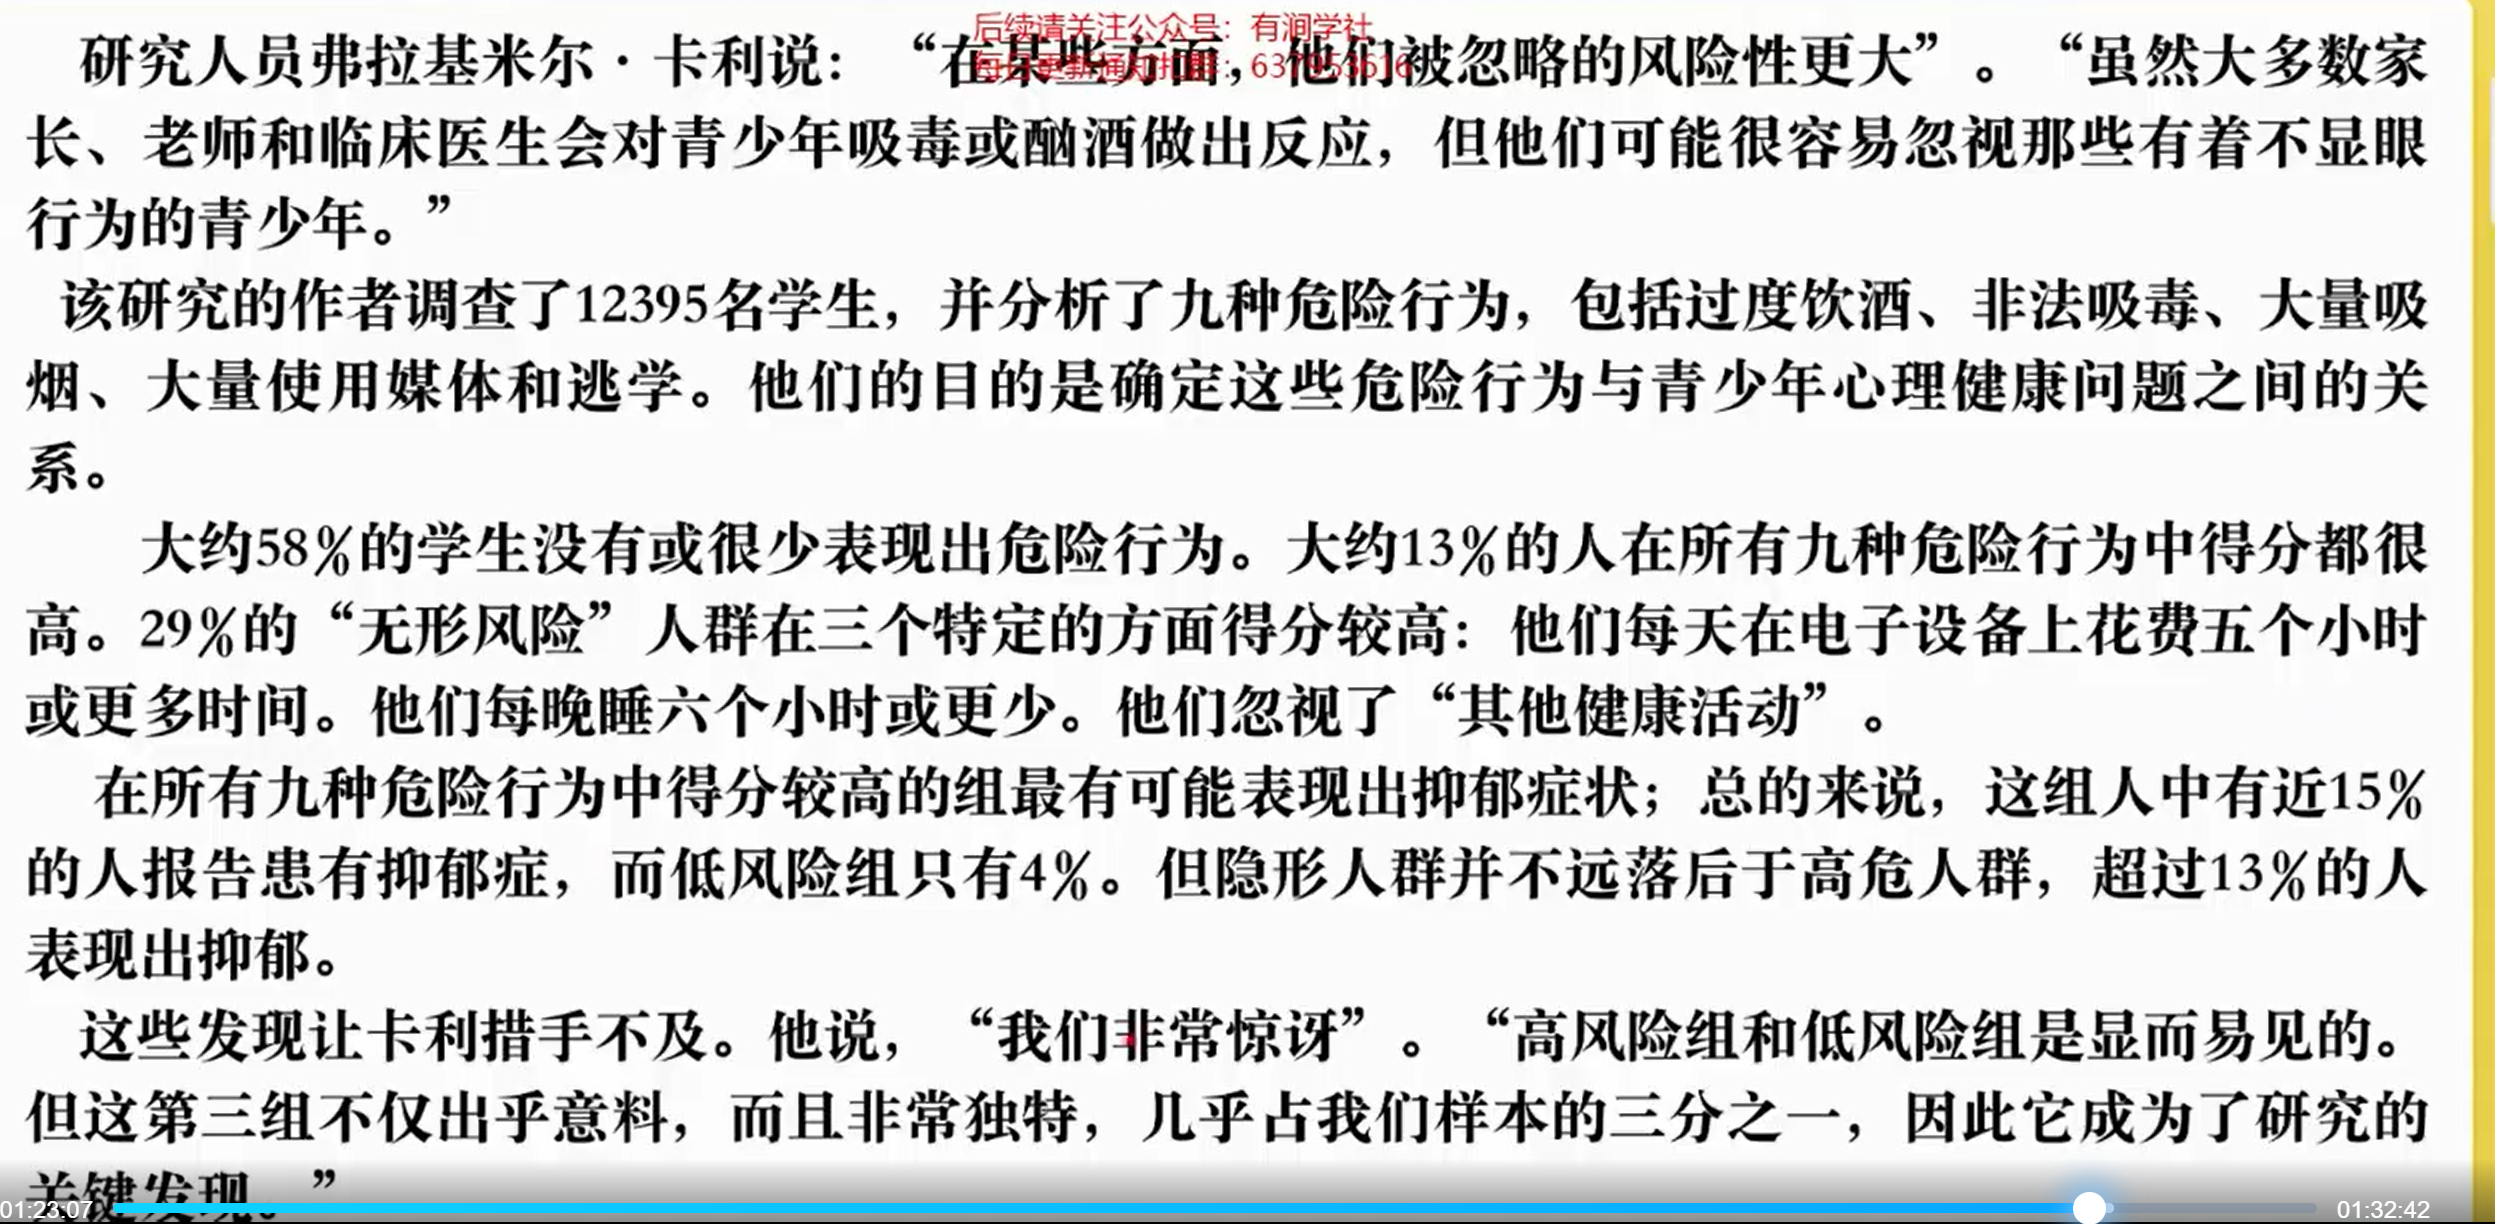 后续请关注公众号：有涧学社
研究人员弗拉基米尔·卡利说：“在某些方面，他们被忽略的风险性更大”。“虽然大多数家
每日更新通知扣群：637953616
长、老师和临床医生会对青少年吸毒或酗酒做出反应，但他们可能很容易忽视那些有着不显眼
行为的青少年。”
该研究的作者调查了12395名学生，并分析了九种危险行为，包括过度饮酒、非法吸毒、大量吸
烟、大量使用媒体和逃学。他们的目的是确定这些危险行为与青少年心理健康问题之间的关
系。
大约58%的学生没有或很少表现出危险行为。大约13%的人在所有九种危险行为中得分都很
高。29%的“无形风险”人群在三个特定的方面得分较高：他们每天在电子设备上花费五个小时
或更多时间。他们每晚睡六个小时或更少。他们忽视了“其他健康活动”。
在所有九种危险行为中得分较高的组最有可能表现出抑郁症状；总的来说，这组人中有近15%
的人报告患有抑郁症，而低风险组只有4%。但隐形人群并不远落后于高危人群，超过13%的人
表现出抑郁。
这些发现让卡利措手不及。他说，“我们非常惊讶”。“高风险组和低风险组是显而易见的。
但这第三组不仅出乎意料，而且非常独特，几乎占我们样本的三分之一，因此它成为了研究的
关键发现。”
01:23:07
01:32:42